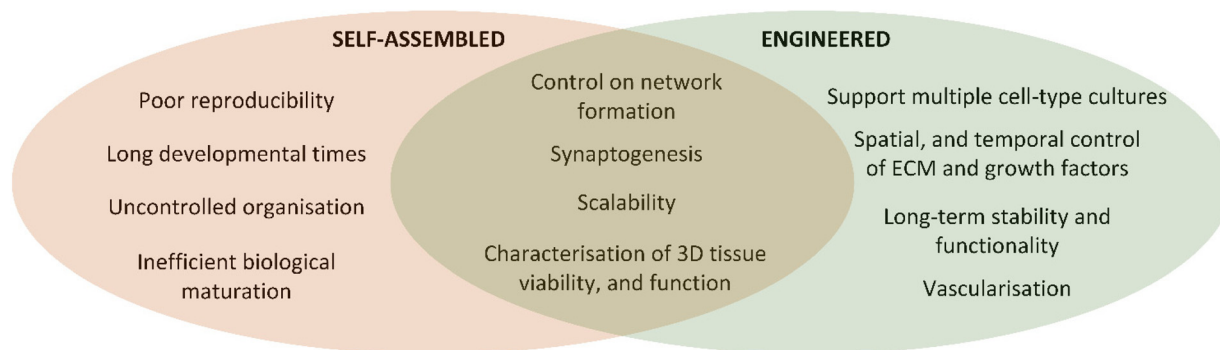 SELF-ASSEMBLED
Poor reproducibility
Long developmental times
Uncontrolled organisation
Inefficient biological
maturation
Control on network
formation
Synaptogenesis
Scalability
Characterisation of 3D tissue
viability, and function
ENGINEERED
Support multiple cell-type cultures
Spatial, and temporal control
of ECM and growth factors
Long-term stability and
functionality
Vascularisation